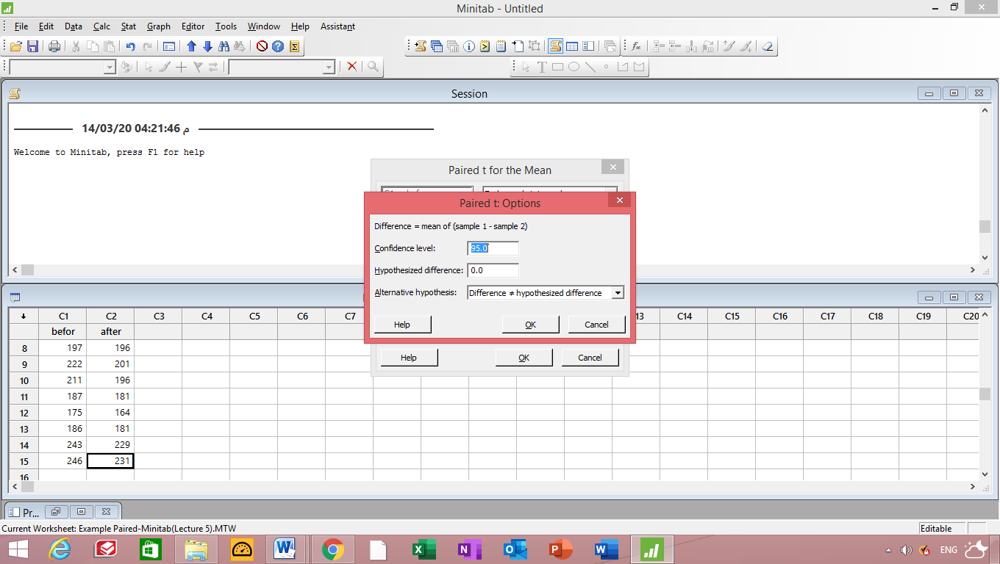 Minitab - Untitled
File Edit Data Calc Stat Graph Editor Tools Window Help Assistant
Session
14/03/20 04:21:46 م
Welcome to Minitab, press F1 for help
Paired t for the Mean
Paired t: Options
Difference = mean of (sample 1 - sample 2)
Confidence level: 95.0
Hypothesized difference: 0.0
Alternative hypothesis: Difference ≠ hypothesized difference
Help OK Cancel
Help OK Cancel
C1 C2 C3 C4 C5 C6 C7 13 C14 C15 C16 C17 C18 C19 C20
befor after
8 197 196
9 222 201
10 211 196
11 187 181
12 175 164
13 186 181
14 243 229
15 246 231
16
Pr...
Current Worksheet: Example Paired-Minitab(Lecture 5).MTW Editable
ENG